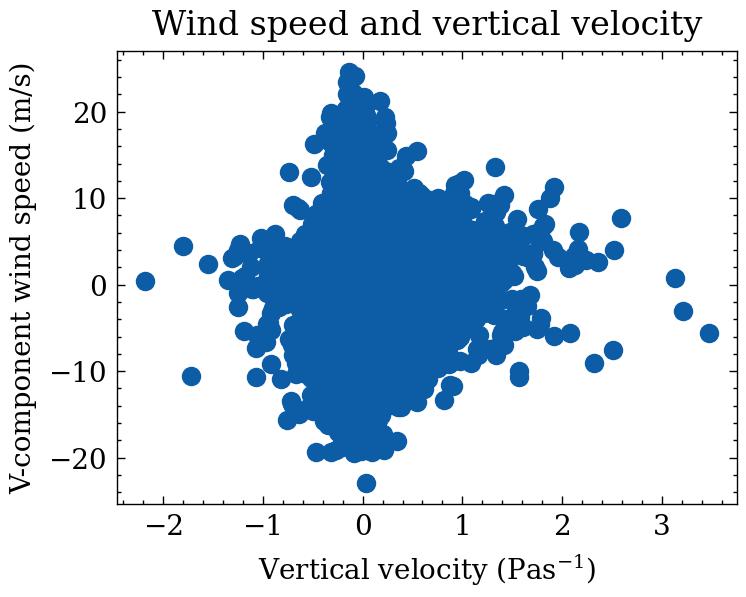 Wind speed and vertical velocity
V-component wind speed (m/s)
20
10
0
−10
−20
−2 −1 0 1 2 3
Vertical velocity (Pas⁻¹)